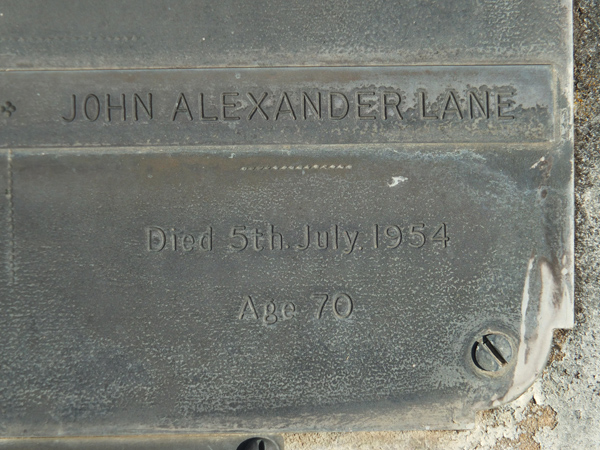 JOHN ALEXANDER LANE
Died 5th. July, 1954
Age 70